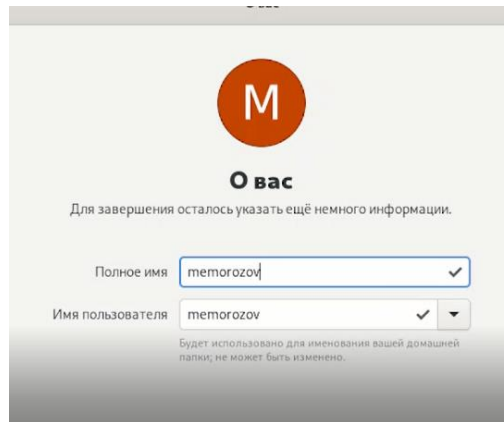 M
О вас
Для завершения осталось указать ещё немного информации.
Полное имя memorozov
Имя пользователя memorozov
Будет использовано для именования вашей домашней
папки; не может быть изменено.